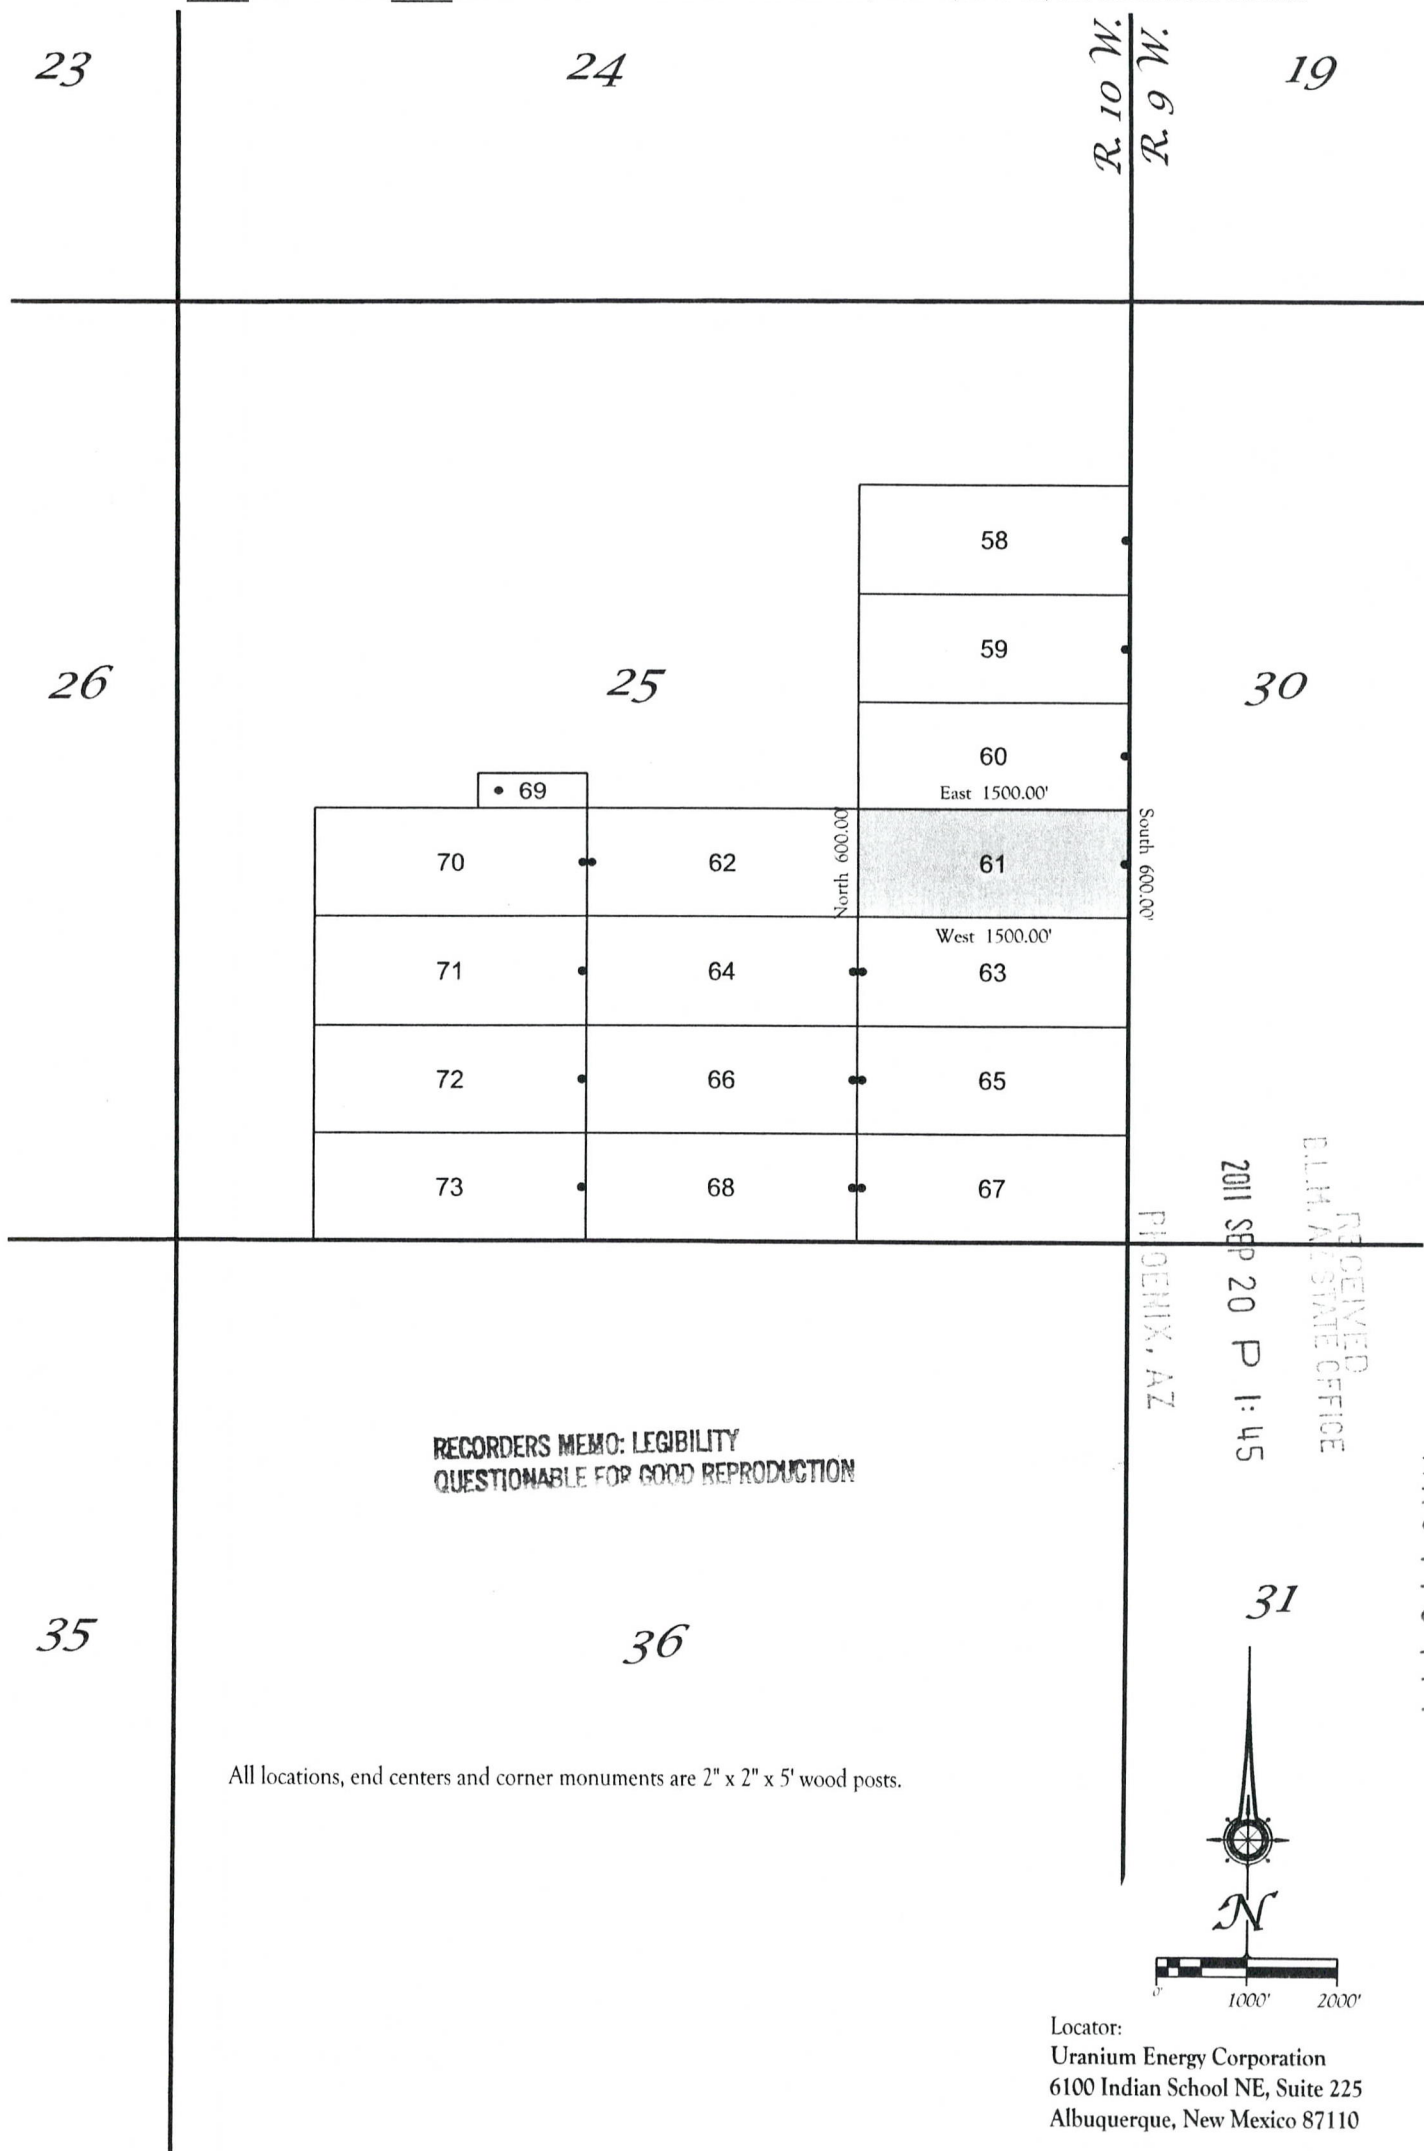 23
24
R. 10 W.
R. 9 W.
19
58
59
26
25
30
60
69
East 1500.00'
70
62
North 600.00'
61
South 600.00'
West 1500.00'
71
64
63
72
66
65
73
68
67
RECEIVED
B.L.M. AZ STATE OFFICE
2011 SEP 20 P 1:45
PHOENIX, AZ
RECORDERS MEMO: LEGIBILITY
QUESTIONABLE FOR GOOD REPRODUCTION
31
35
36
All locations, end centers and corner monuments are 2" x 2" x 5' wood posts.
N
0'
1000'
2000'
Locator:
Uranium Energy Corporation
6100 Indian School NE, Suite 225
Albuquerque, New Mexico 87110